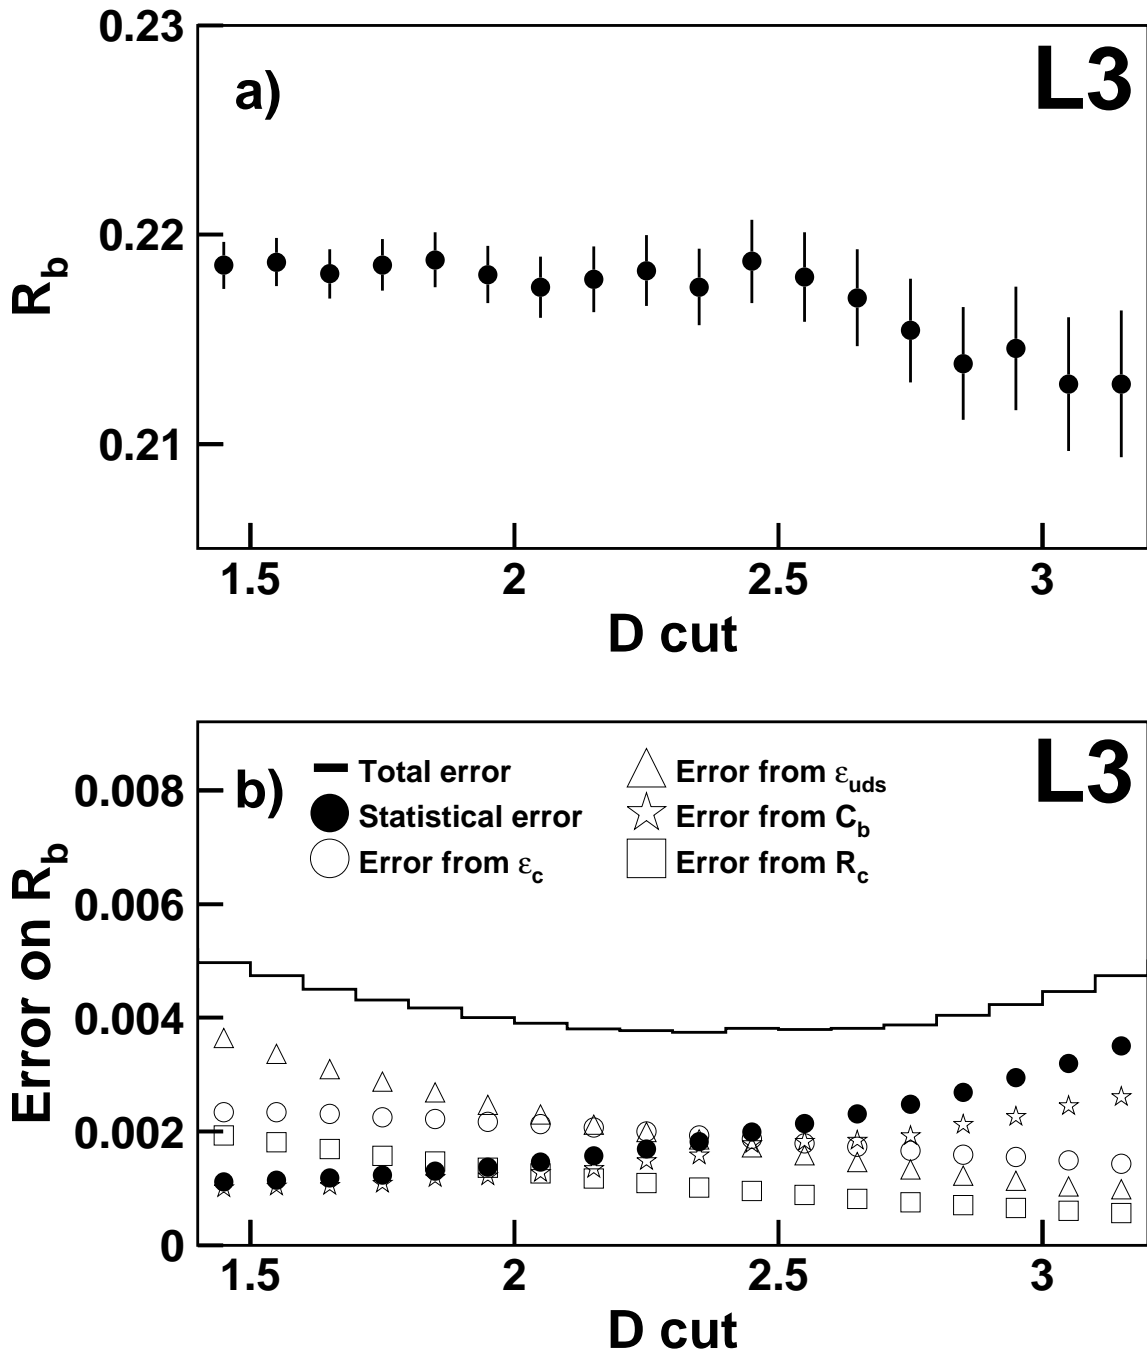 0.23
a)
L3
0.22
R_b
0.21
1.5 2 2.5 3
D cut
L3
b)
Total error
Statistical error
Error from ε_c
Error from ε_uds
Error from C_b
Error from R_c
0.008
0.006
0.004
0.002
0
Error on R_b
1.5 2 2.5 3
D cut